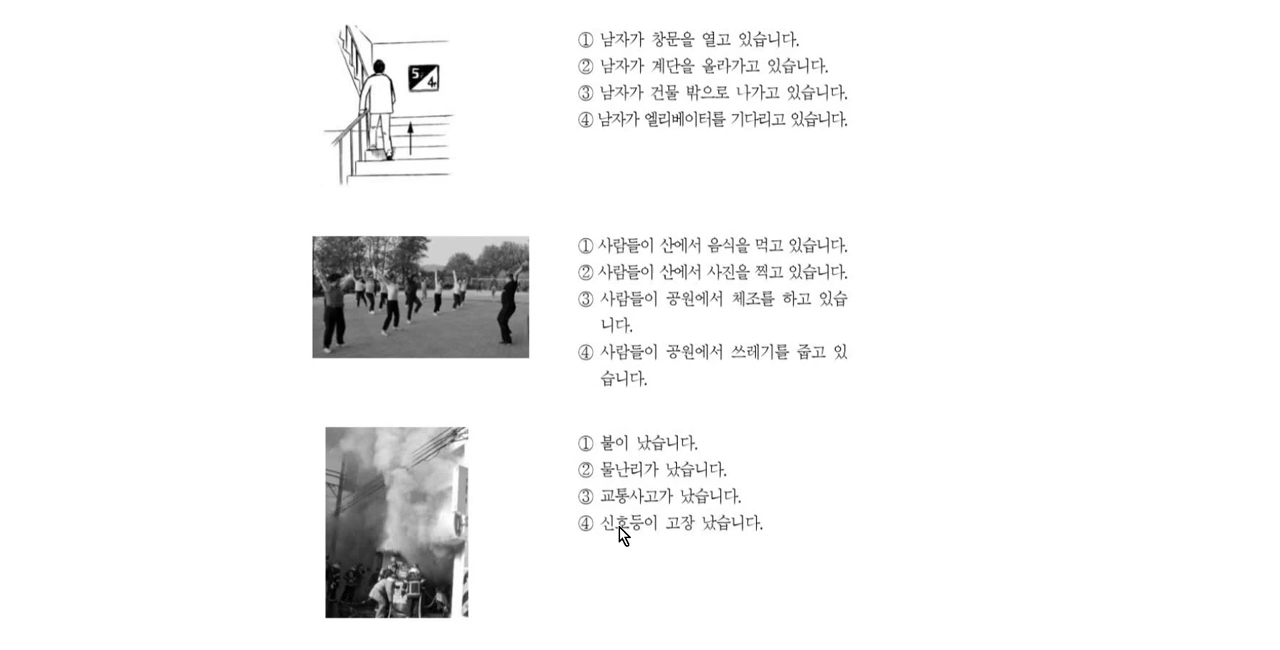 5
4
① 남자가 창문을 열고 있습니다.
② 남자가 계단을 올라가고 있습니다.
③ 남자가 건물 밖으로 나가고 있습니다.
④ 남자가 엘리베이터를 기다리고 있습니다.
① 사람들이 산에서 음식을 먹고 있습니다.
② 사람들이 산에서 사진을 찍고 있습니다.
③ 사람들이 공원에서 체조를 하고 있습
니다.
④ 사람들이 공원에서 쓰레기를 줍고 있
습니다.
① 불이 났습니다.
② 물난리가 났습니다.
③ 교통사고가 났습니다.
④ 신호등이 고장 났습니다.